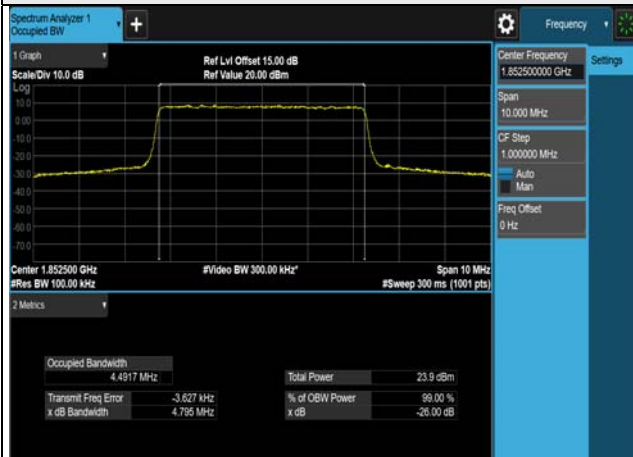 Spectrum Analyzer 1
Occupied BW
Frequency
1 Graph
Scale/Div 10.0 dB
Ref Lvl Offset 15.00 dB
Ref Value 20.00 dBm
Log
10.0
0.00
-10.0
-20.0
-30.0
-40.0
-50.0
-60.0
-70.0
Center 1.852500 GHz
#Res BW 100.00 kHz
#Video BW 300.00 kHz*
Span 10 MHz
#Sweep 300 ms (1001 pts)
2 Metrics
Occupied Bandwidth
4.4917 MHz
Transmit Freq Error -3.627 kHz
x dB Bandwidth 4.795 MHz
Total Power 23.9 dBm
% of OBW Power 99.00 %
x dB -26.00 dB
Center Frequency
1.852500000 GHz
Settings
Span
10.000 MHz
CF Step
1.000000 MHz
Auto
Man
Freq Offset
0 Hz